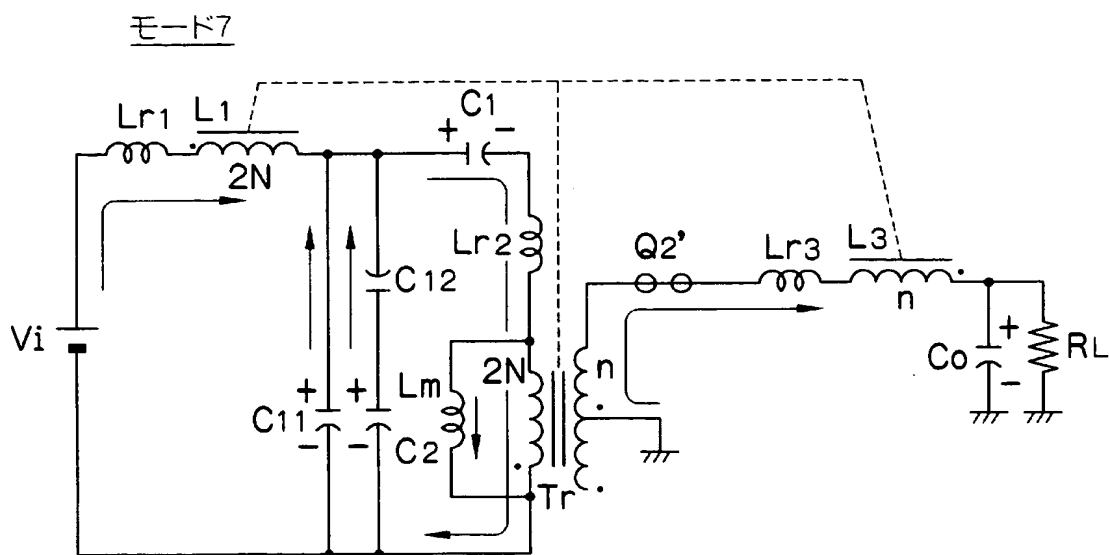 モード7
Lr1
L1
2N
C1
+
-
Lr2
Q2'
Lr3
L3
n
C12
Vi
+
C11
-
+
C2
-
Lm
2N
n
Tr
Co
+
-
RL